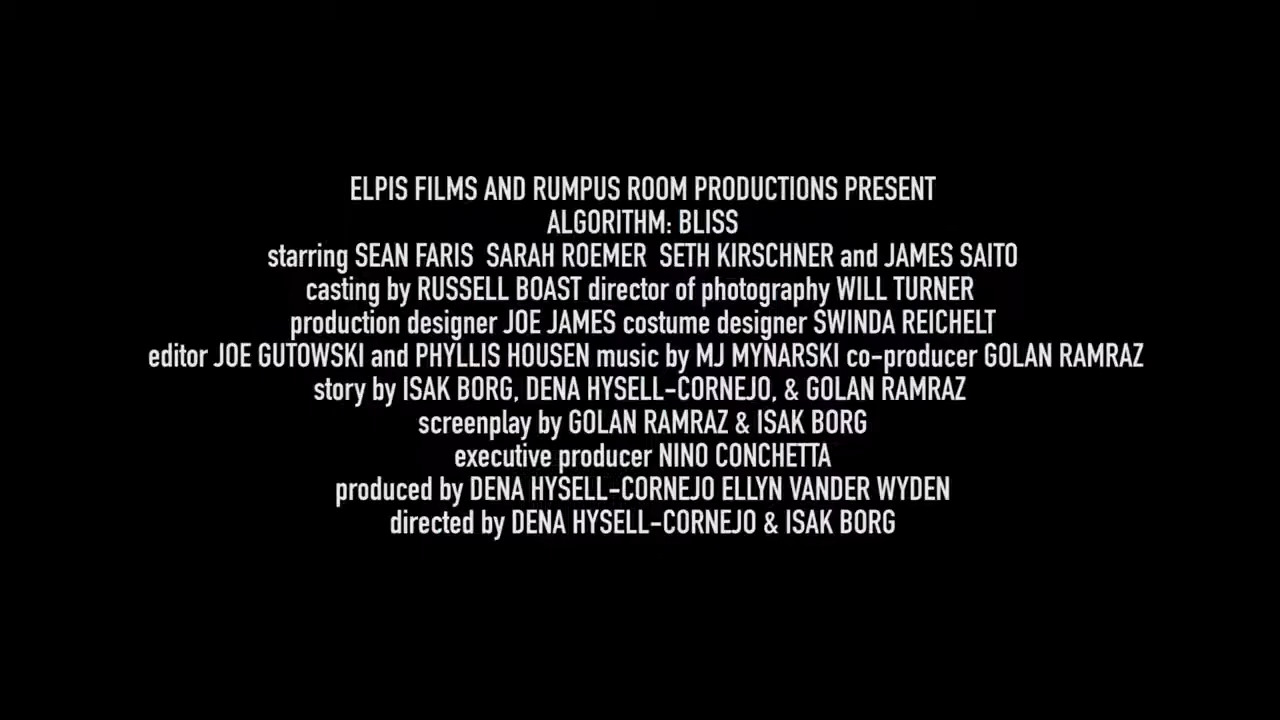 ELPIS FILMS AND RUMPUS ROOM PRODUCTIONS PRESENT
ALGORITHM: BLISS
starring SEAN FARIS SARAH ROEMER SETH KIRSCHNER and JAMES SAITO
casting by RUSSELL BOAST director of photography WILL TURNER
production designer JOE JAMES costume designer SWINDA REICHELT
editor JOE GUTOWSKI and PHYLLIS HOUSEN music by MJ MYNARSKI co-producer GOLAN RAMRAZ
story by ISAK BORG, DENA HYSELL-CORNEJO, & GOLAN RAMRAZ
screenplay by GOLAN RAMRAZ & ISAK BORG
executive producer NINO CONCHETTA
produced by DENA HYSELL-CORNEJO ELLYN VANDER WYDEN
directed by DENA HYSELL-CORNEJO & ISAK BORG